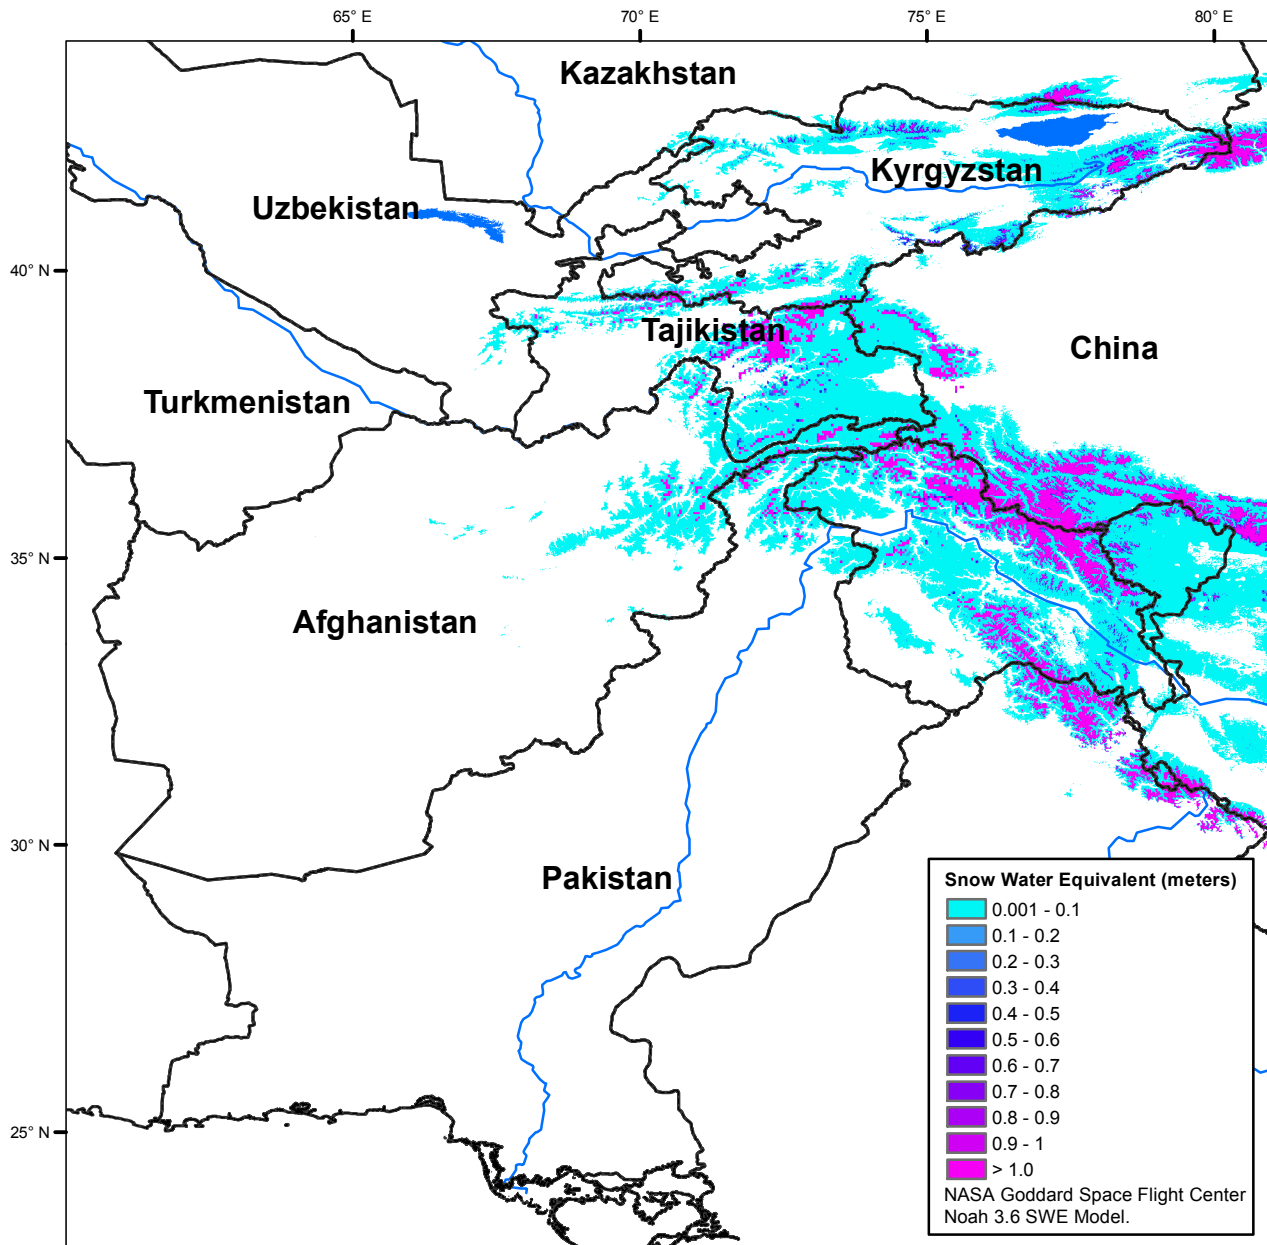 65° E
70° E
75° E
80° E
Kazakhstan
Kyrgyzstan
Uzbekistan
40° N
Tajikistan
China
Turkmenistan
35° N
Afghanistan
30° N
Pakistan
25° N
Snow Water Equivalent (meters)
0.001 - 0.1
0.1 - 0.2
0.2 - 0.3
0.3 - 0.4
0.4 - 0.5
0.5 - 0.6
0.6 - 0.7
0.7 - 0.8
0.8 - 0.9
0.9 - 1
> 1.0
NASA Goddard Space Flight Center
Noah 3.6 SWE Model.